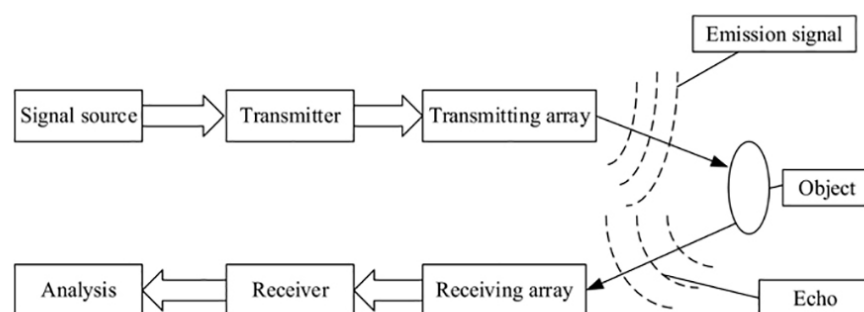 Emission signal
Signal source
Transmitter
Transmitting array
Object
Analysis
Receiver
Receiving array
Echo